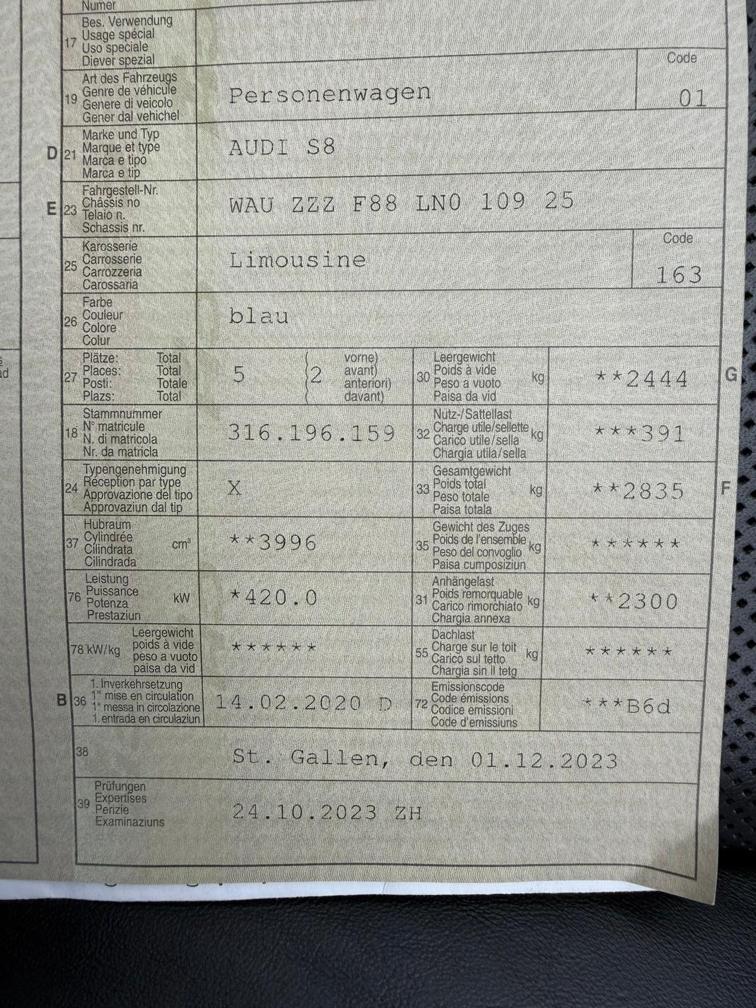 Numer
17 Bes. Verwendung
Usage spécial
Uso speciale
Diever spezial
19 Art des Fahrzeugs
Genre de véhicule
Genere di veicolo
Gener dal vehichel
Personenwagen
Code
01
D 21 Marke und Typ
Marque et type
Marca e tipo
Marca e tip
AUDI S8
E 23 Fahrgestell-Nr.
Châssis no
Telaio n.
Schassis nr.
WAU ZZZ F88 LN0 109 25
25 Karosserie
Carrosserie
Carrozzeria
Carossaria
Limousine
Code
163
26 Farbe
Couleur
Colore
Colur
blau
27 Plätze: Total
Places: Total
Posti: Totale
Plazs: Total
5 (2 vorne)
avant)
anteriori)
davant)
30 Leergewicht
Poids à vide
Peso a vuoto
Paisa da vid
kg
**2444 G
18 Stammnummer
N° matricule
N. di matricola
Nr. da matricla
316.196.159
32 Nutz-/Sattellast
Charge utile/sellette
Carico utile/sella
Chargia utila/sella
kg
***391
24 Typengenehmigung
Réception par type
Approvazione del tipo
Approvaziun dal tip
X
33 Gesamtgewicht
Poids total
Peso totale
Paisa totala
kg
**2835 F
37 Hubraum
Cylindrée
Cilindrata
Cilindrada
cm³
**3996
35 Gewicht des Zuges
Poids de l'ensemble
Peso del convoglio
Paisa cumposiziun
kg
******
76 Leistung
Puissance
Potenza
Prestaziun
kW
*420.0
31 Anhängelast
Poids remorquable
Carico rimorchiato
Chargia annexa
kg
**2300
78 kW/kg Leergewicht
poids à vide
peso a vuoto
paisa da vid
******
55 Dachlast
Charge sur le toit
Carico sul tetto
Chargia sin il tetg
kg
******
B 36 1. Inverkehrsetzung
1re mise en circulation
1a messa in circolazione
1. entrada en circulaziun
14.02.2020 D
72 Emissionscode
Code émissions
Codice emissioni
Code d'emissiuns
***B6d
38 St. Gallen, den 01.12.2023
39 Prüfungen
Expertises
Perizie
Examinaziuns
24.10.2023 ZH